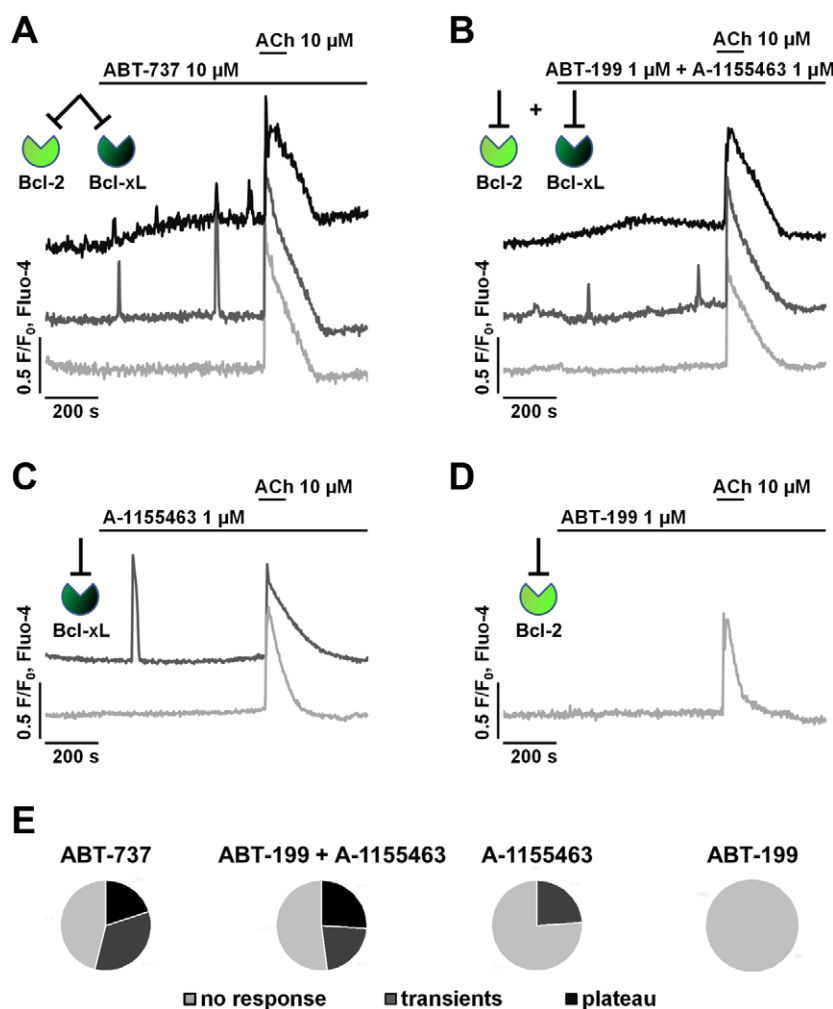 A
ACh 10 µM
ABT-737 10 µM
Bcl-2 Bcl-xL
0.5 F/F0, Fluo-4
200 s
B
ACh 10 µM
ABT-199 1 µM + A-1155463 1 µM
+
Bcl-2 Bcl-xL
0.5 F/F0, Fluo-4
200 s
C
ACh 10 µM
A-1155463 1 µM
Bcl-xL
0.5 F/F0, Fluo-4
200 s
D
ACh 10 µM
ABT-199 1 µM
Bcl-2
0.5 F/F0, Fluo-4
200 s
E
ABT-737 ABT-199 + A-1155463 A-1155463 ABT-199
no response transients plateau